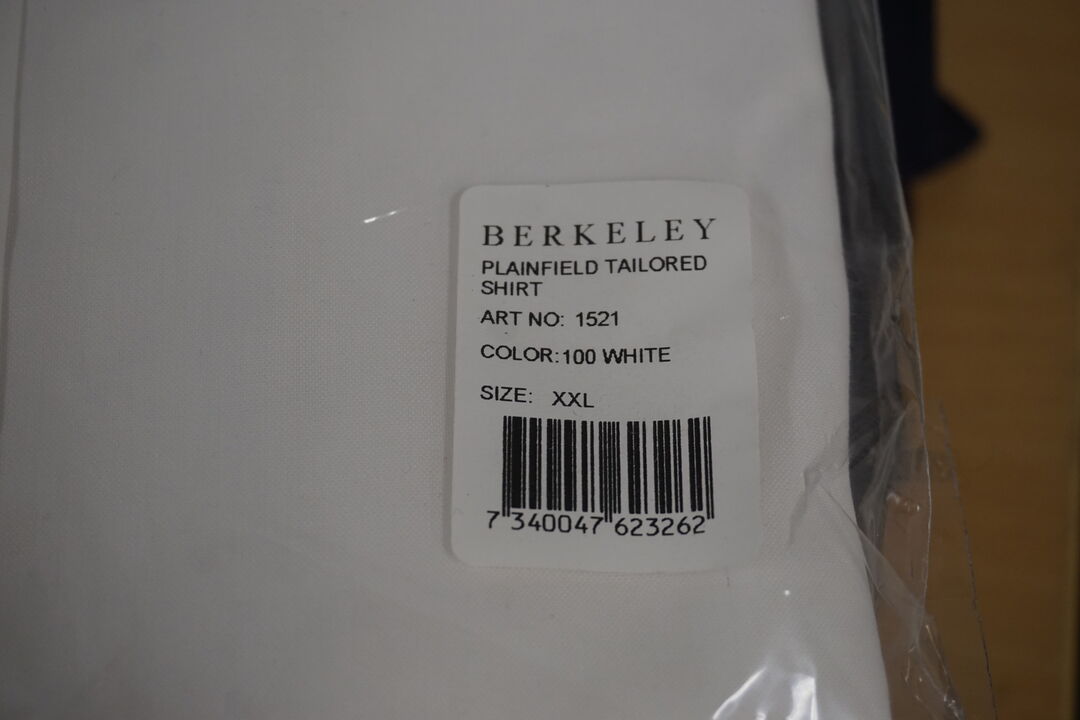 BERKELEY
PLAINFIELD TAILORED
SHIRT
ART NO: 1521
COLOR:100 WHITE
SIZE: XXL
7 340047 623262